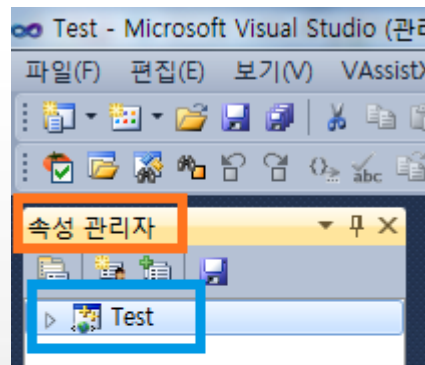 Test - Microsoft Visual Studio (관리
파일(F) 편집(E) 보기(V) VAssistX
abc
속성 관리자
Test